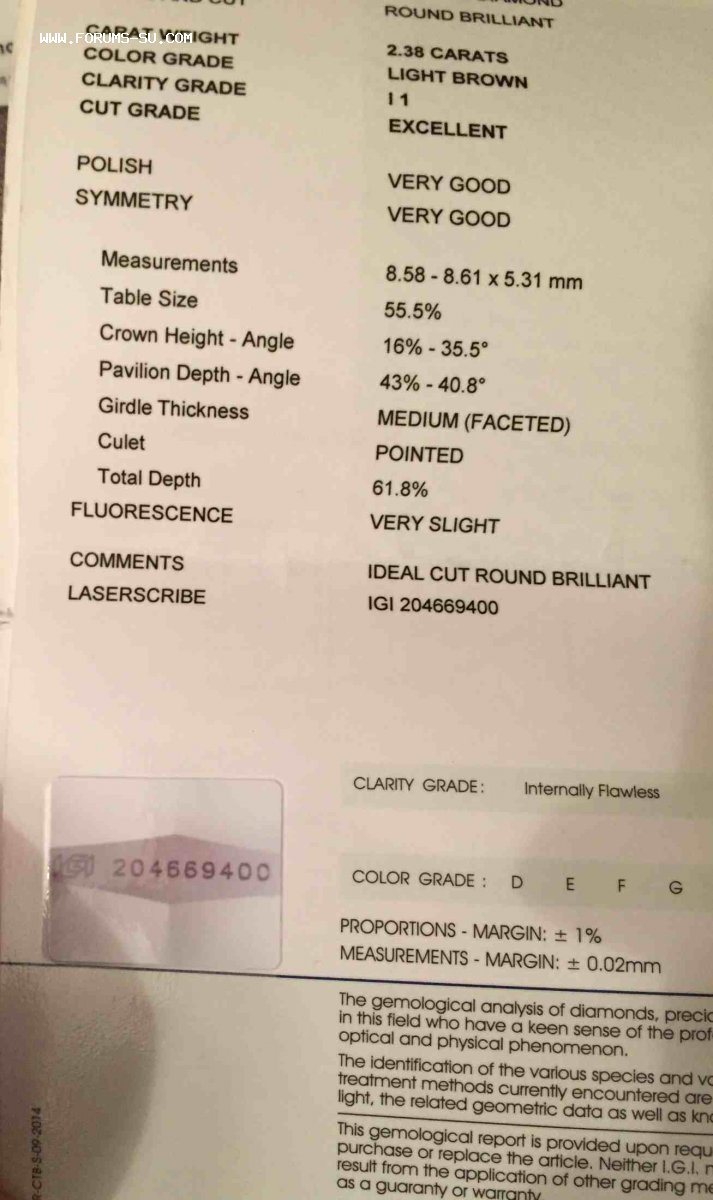 ROUND BRILLIANT
WWW.FORUMS-SU.COM
CARAT WEIGHT 2.38 CARATS
COLOR GRADE LIGHT BROWN
CLARITY GRADE I 1
CUT GRADE EXCELLENT
POLISH VERY GOOD
SYMMETRY VERY GOOD
Measurements 8.58 - 8.61 x 5.31 mm
Table Size 55.5%
Crown Height - Angle 16% - 35.5°
Pavilion Depth - Angle 43% - 40.8°
Girdle Thickness MEDIUM (FACETED)
Culet POINTED
Total Depth 61.8%
FLUORESCENCE VERY SLIGHT
COMMENTS IDEAL CUT ROUND BRILLIANT
LASERSCRIBE IGI 204669400
CLARITY GRADE: Internally Flawless
IGI 204669400
COLOR GRADE : D E F G
PROPORTIONS - MARGIN: ± 1%
MEASUREMENTS - MARGIN: ± 0.02mm
The gemological analysis of diamonds,
in this field who have a keen sense of the
optical and physical phenomenon.
The identification of the various species and
treatment methods currently encountered are
light, the related geometric data as well as
This gemological report is provided upon
purchase or replace the article. Neither I.G.I.
result from the application of other grading
as a guaranty or warranty